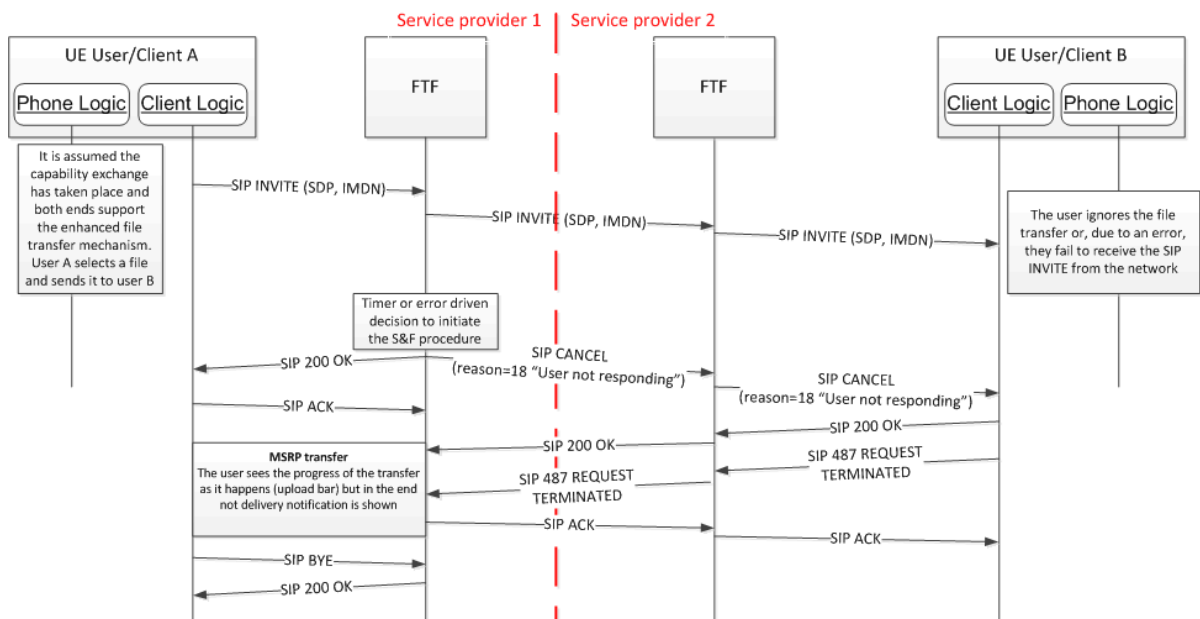 Service provider 1
Service provider 2
UE User/Client A
Phone Logic
Client Logic
FTF
FTF
UE User/Client B
Client Logic
Phone Logic
It is assumed the
capability exchange
has taken place and
both ends support
the enhanced file
transfer mechanism.
User A selects a file
and sends it to user B
SIP INVITE (SDP, IMDN)
SIP INVITE (SDP, IMDN)
SIP INVITE (SDP, IMDN)
The user ignores the file
transfer or, due to an error,
they fail to receive the SIP
INVITE from the network
Timer or error driven
decision to initiate
the S&F procedure
SIP 200 OK
SIP CANCEL
(reason=18 “User not responding”)
SIP CANCEL
(reason=18 “User not responding”)
SIP ACK
SIP 200 OK
SIP 200 OK
MSRP transfer
The user sees the progress of the transfer
as it happens (upload bar) but in the end
not delivery notification is shown
SIP 487 REQUEST
TERMINATED
SIP 487 REQUEST
TERMINATED
SIP ACK
SIP ACK
SIP BYE
SIP 200 OK